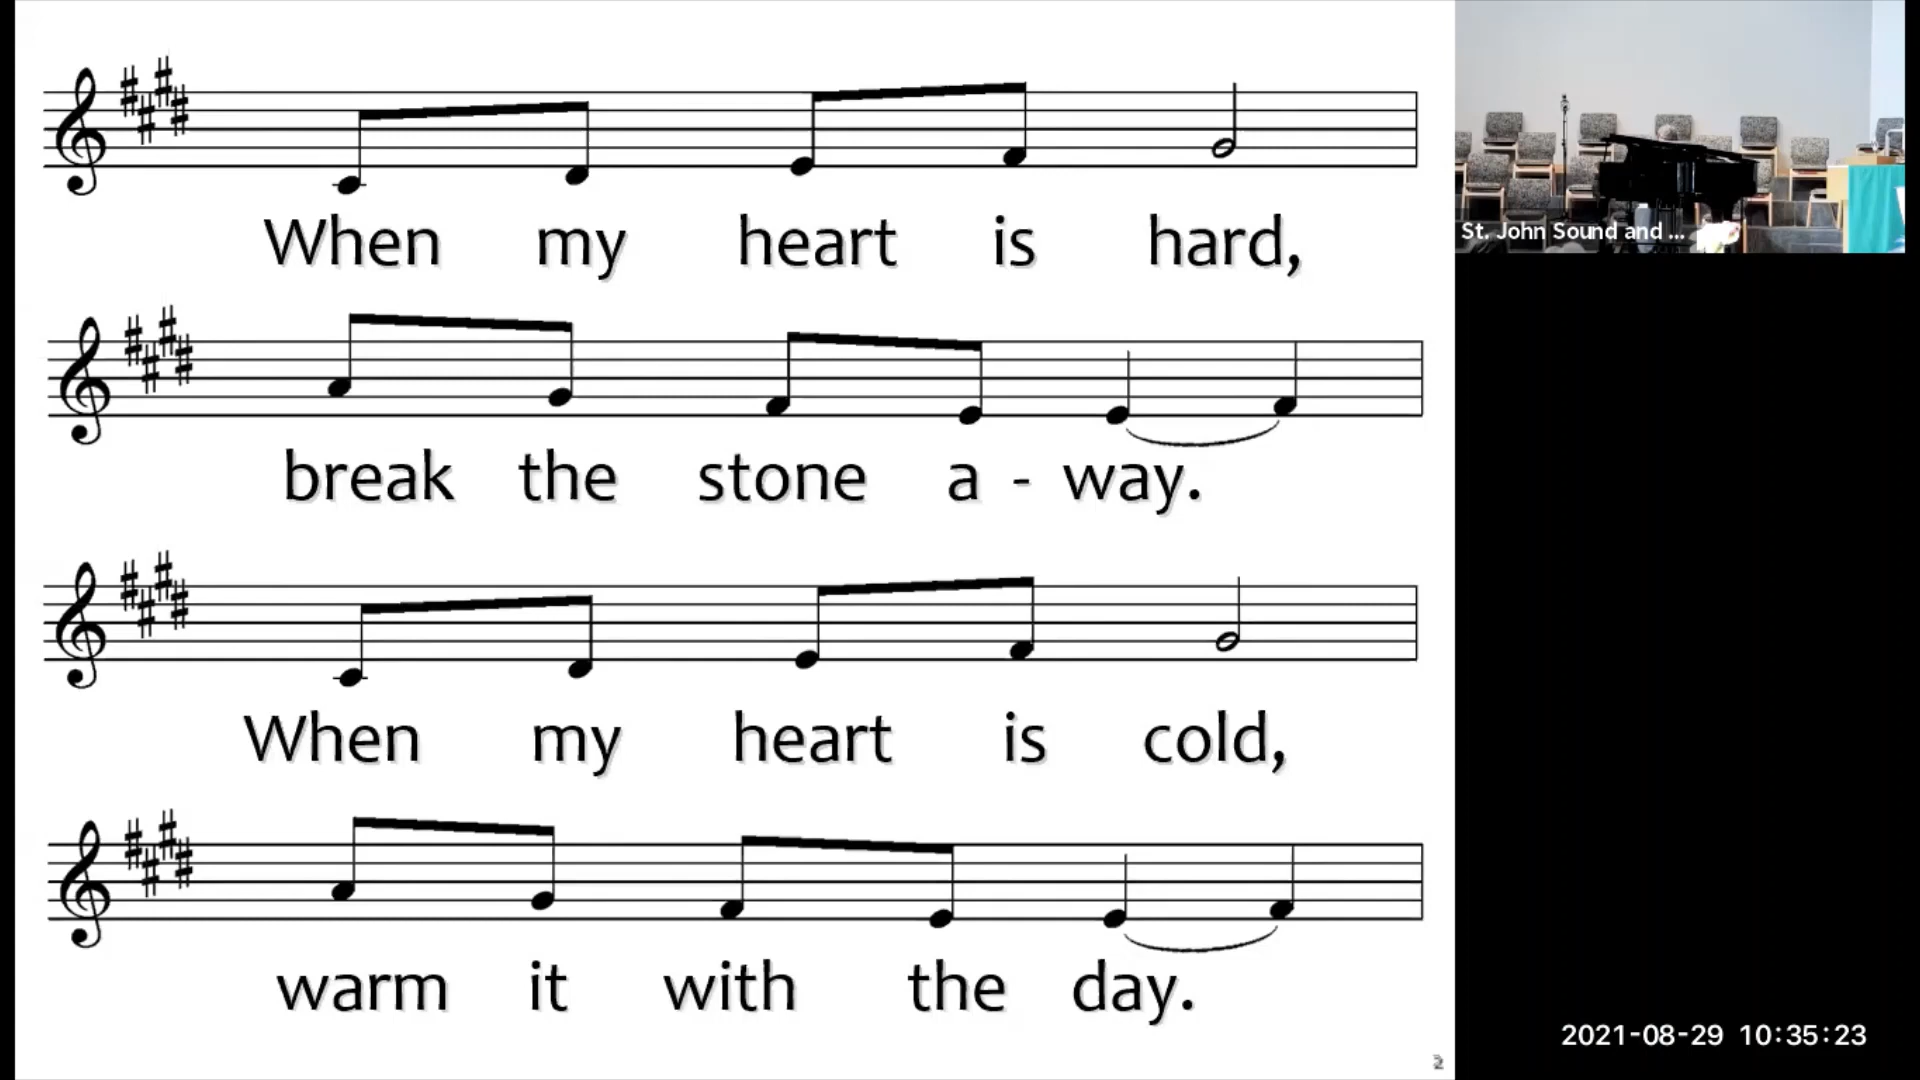 When my heart is hard,
break the stone a - way.
When my heart is cold,
warm it with the day.
2
St. John Sound and ...
2021-08-29 10:35:23